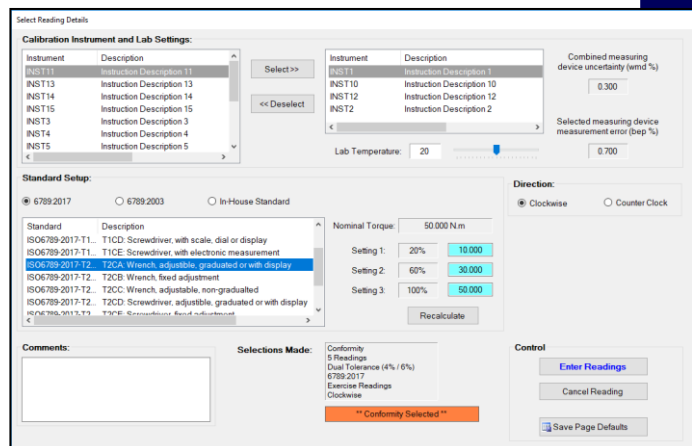 Select Reading Details
Calibration Instrument and Lab Settings:
Instrument Description
INST11 Instruction Description 11
INST13 Instruction Description 13
INST14 Instruction Description 14
INST15 Instruction Description 15
INST3 Instruction Description 3
INST4 Instruction Description 4
INST5 Instruction Description 5
Select>>
<< Deselect
Instrument Description
INST1 Instruction Description 1
INST10 Instruction Description 10
INST12 Instruction Description 12
INST2 Instruction Description 2
Lab Temperature: 20
Combined measuring
device uncertainty (wmd %)
0.300
Selected measuring device
measurement error (bep %)
0.700
Standard Setup:
6789:2017 6789:2003 In-House Standard
Standard Description
ISO6789-2017-T1... T1CD: Screwdriver, with scale, dial or display
ISO6789-2017-T1... T1CE: Screwdriver, with electronic measurement
ISO6789-2017-T2... T2CA: Wrench, adjustible, graduated or with display
ISO6789-2017-T2... T2CB: Wrench, fixed adjustment
ISO6789-2017-T2... T2CC: Wrench, adjustable, non-gradualted
ISO6789-2017-T2... T2CD: Screwdriver, adjustible, graduated or with display
ISO6789-2017-T2... T2CE: Screwdriver, fixed adjustment
Nominal Torque: 50.000 N.m
Setting 1: 20% 10.000
Setting 2: 60% 30.000
Setting 3: 100% 50.000
Recalculate
Direction:
Clockwise Counter Clock
Comments:
Selections Made:
Conformity
5 Readings
Dual Tolerance (4% / 6%)
6789:2017
Exercise Readings
Clockwise
** Conformity Selected **
Control
Enter Readings
Cancel Reading
Save Page Defaults